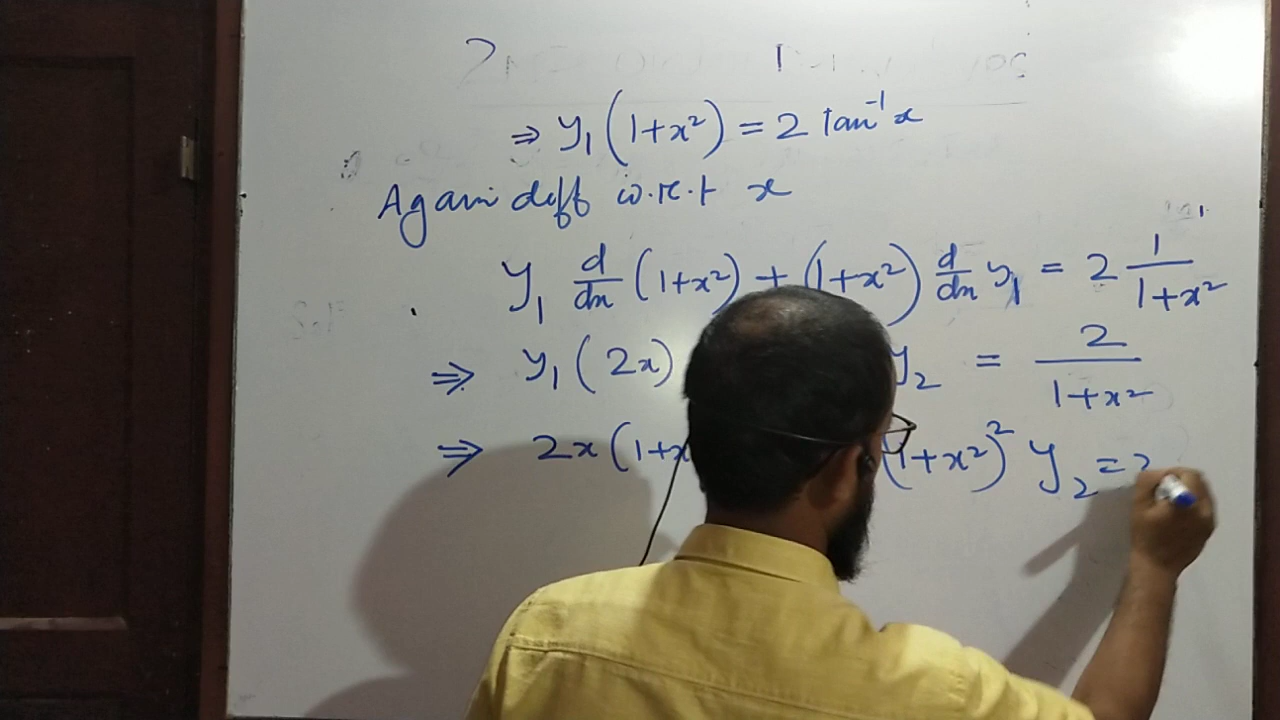 ⇒ y₁(1+x²) = 2 tan⁻¹ x
Again diff w.r.t x
y₁ d/dx (1+x²) + (1+x²) d/dx y₁ = 2 1/1+x²
⇒ y₁(2x) y₂ = 2/1+x²
⇒ 2x(1+x (1+x²)² y₂ = 2